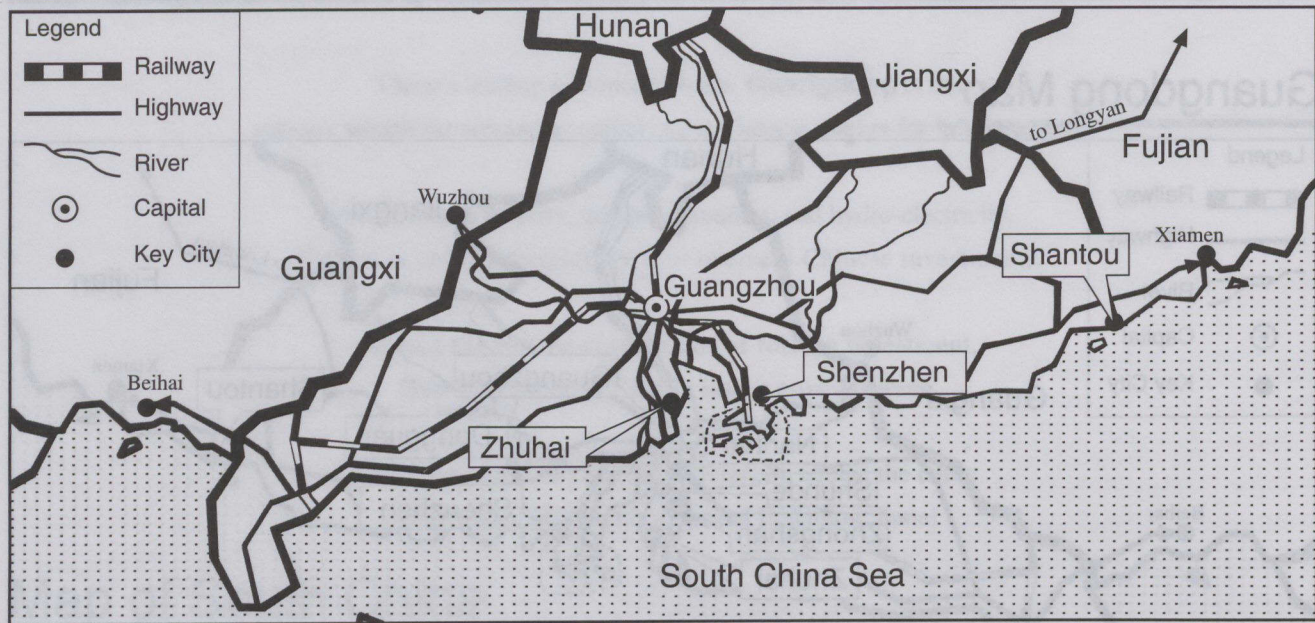 Legend
Railway
Highway
River
Capital
Key City
Hunan
Jiangxi
to Longyan
Fujian
Wuzhou
Guangxi
Guangzhou
Shantou
Xiamen
Beihai
Zhuhai
Shenzhen
South China Sea